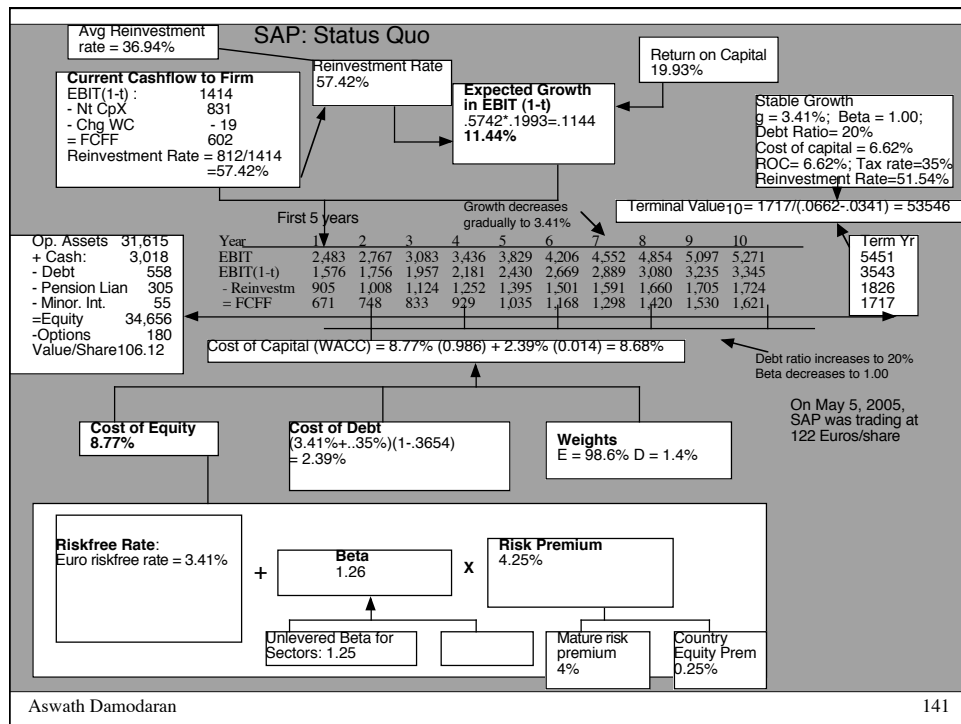 SAP: Status Quo
Avg Reinvestment
rate = 36.94%
Reinvestment Rate
57.42%
Return on Capital
19.93%
Current Cashflow to Firm
EBIT(1-t) : 1414
- Nt CpX 831
- Chg WC - 19
= FCFF 602
Reinvestment Rate = 812/1414
=57.42%
Expected Growth
in EBIT (1-t)
.5742*.1993=.1144
11.44%
Stable Growth
g = 3.41%; Beta = 1.00;
Debt Ratio= 20%
Cost of capital = 6.62%
ROC= 6.62%; Tax rate=35%
Reinvestment Rate=51.54%
First 5 years
Growth decreases
gradually to 3.41%
Terminal Value10= 1717/(.0662-.0341) = 53546
Op. Assets 31,615
+ Cash: 3,018
- Debt 558
- Pension Lian 305
- Minor. Int. 55
=Equity 34,656
-Options 180
Value/Share106.12
Year 1 2 3 4 5 6 7 8 9 10
EBIT 2,483 2,767 3,083 3,436 3,829 4,206 4,552 4,854 5,097 5,271
EBIT(1-t) 1,576 1,756 1,957 2,181 2,430 2,669 2,889 3,080 3,235 3,345
- Reinvestm 905 1,008 1,124 1,252 1,395 1,501 1,591 1,660 1,705 1,724
= FCFF 671 748 833 929 1,035 1,168 1,298 1,420 1,530 1,621
Term Yr
5451
3543
1826
1717
Cost of Capital (WACC) = 8.77% (0.986) + 2.39% (0.014) = 8.68%
Debt ratio increases to 20%
Beta decreases to 1.00
On May 5, 2005,
SAP was trading at
122 Euros/share
Cost of Equity
8.77%
Cost of Debt
(3.41%+..35%)(1-.3654)
= 2.39%
Weights
E = 98.6% D = 1.4%
Riskfree Rate:
Euro riskfree rate = 3.41%
+
Beta
1.26
X
Risk Premium
4.25%
Unlevered Beta for
Sectors: 1.25
Mature risk
premium
4%
Country
Equity Prem
0.25%
Aswath Damodaran 141